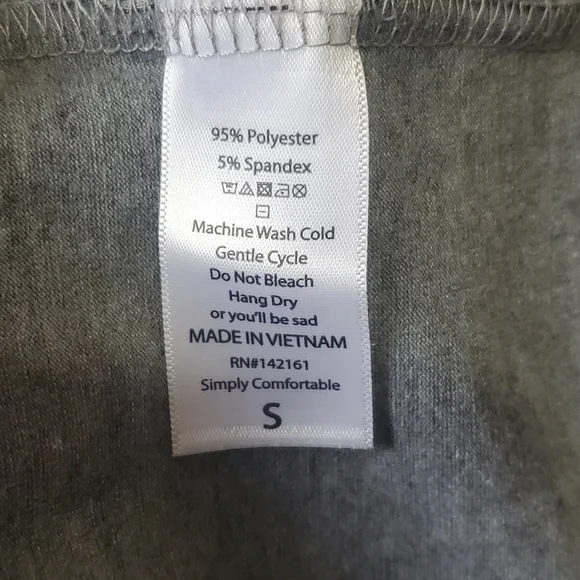 95% Polyester
5% Spandex
Machine Wash Cold
Gentle Cycle
Do Not Bleach
Hang Dry
or you'll be sad
MADE IN VIETNAM
RN#142161
Simply Comfortable
S